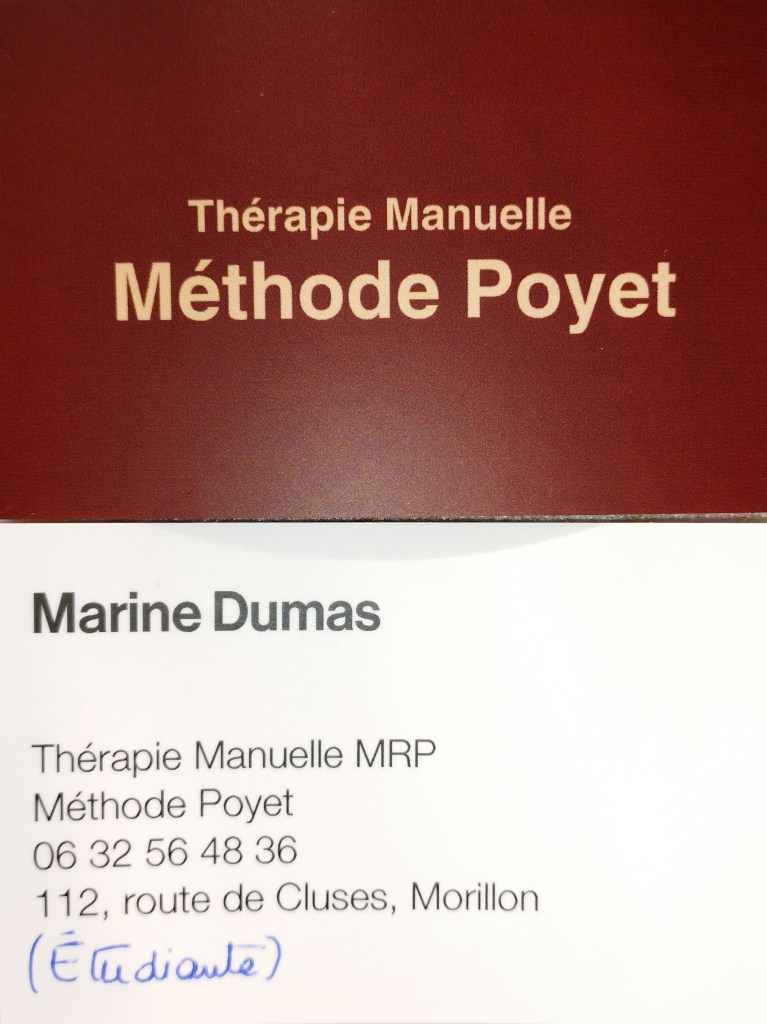 Thérapie Manuelle
Méthode Poyet
Marine Dumas
Thérapie Manuelle MRP
Méthode Poyet
06 32 56 48 36
112, route de Cluses, Morillon
(Étudiante)